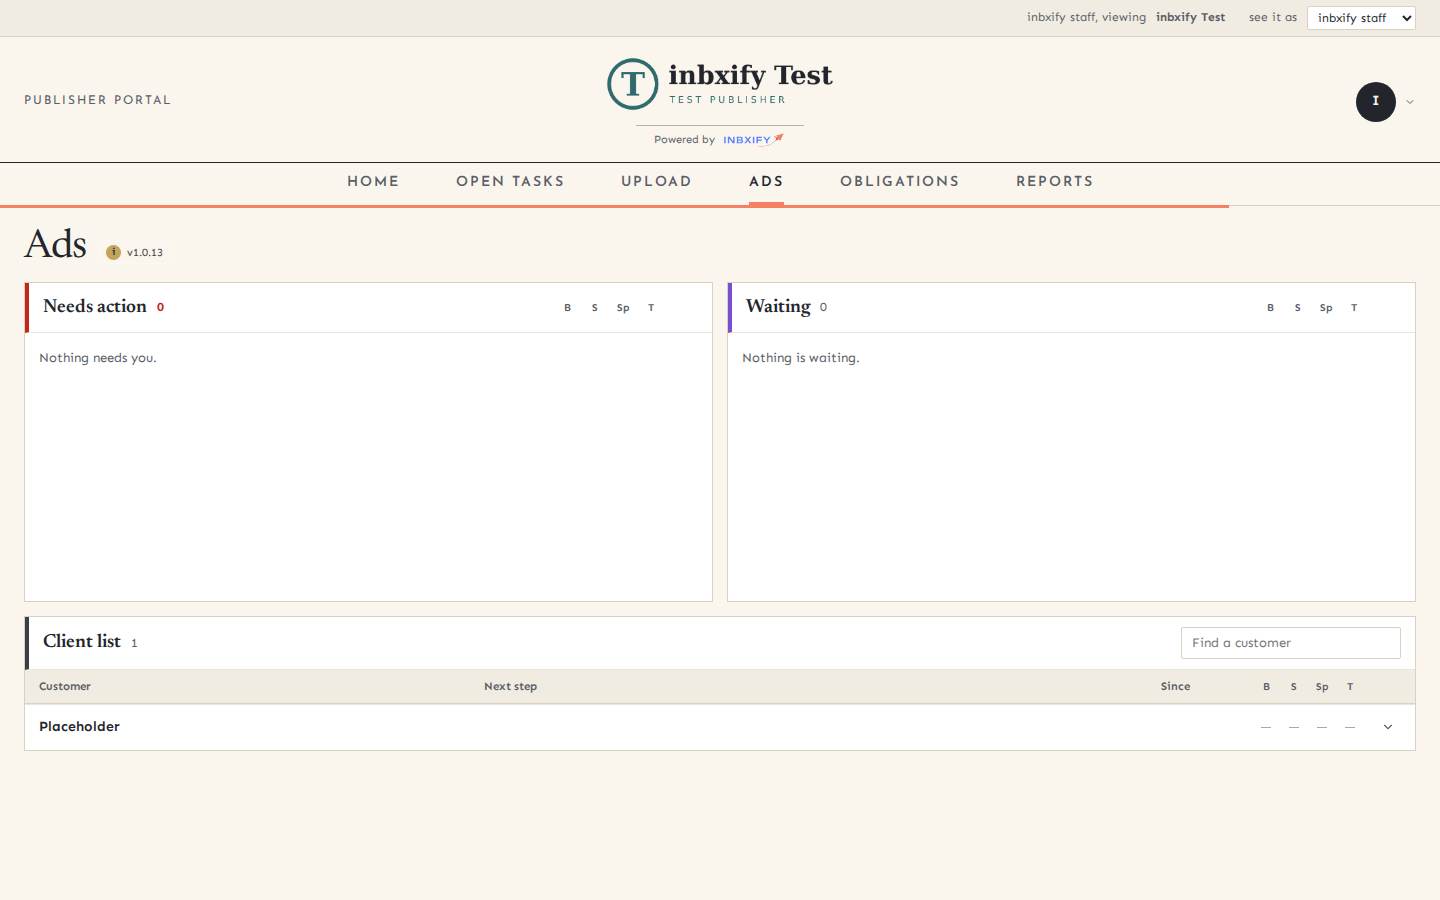 inbxify staff, viewing inbxify Test see it as inbxify staff
PUBLISHER PORTAL
T
inbxify Test
TEST PUBLISHER
Powered by INBXIFY
I
HOME OPEN TASKS UPLOAD ADS OBLIGATIONS REPORTS
Ads i v1.0.13
Needs action 0 B S Sp T
Nothing needs you.
Waiting 0 B S Sp T
Nothing is waiting.
Client list 1 Find a customer
Customer Next step Since B S Sp T
Placeholder — — — —